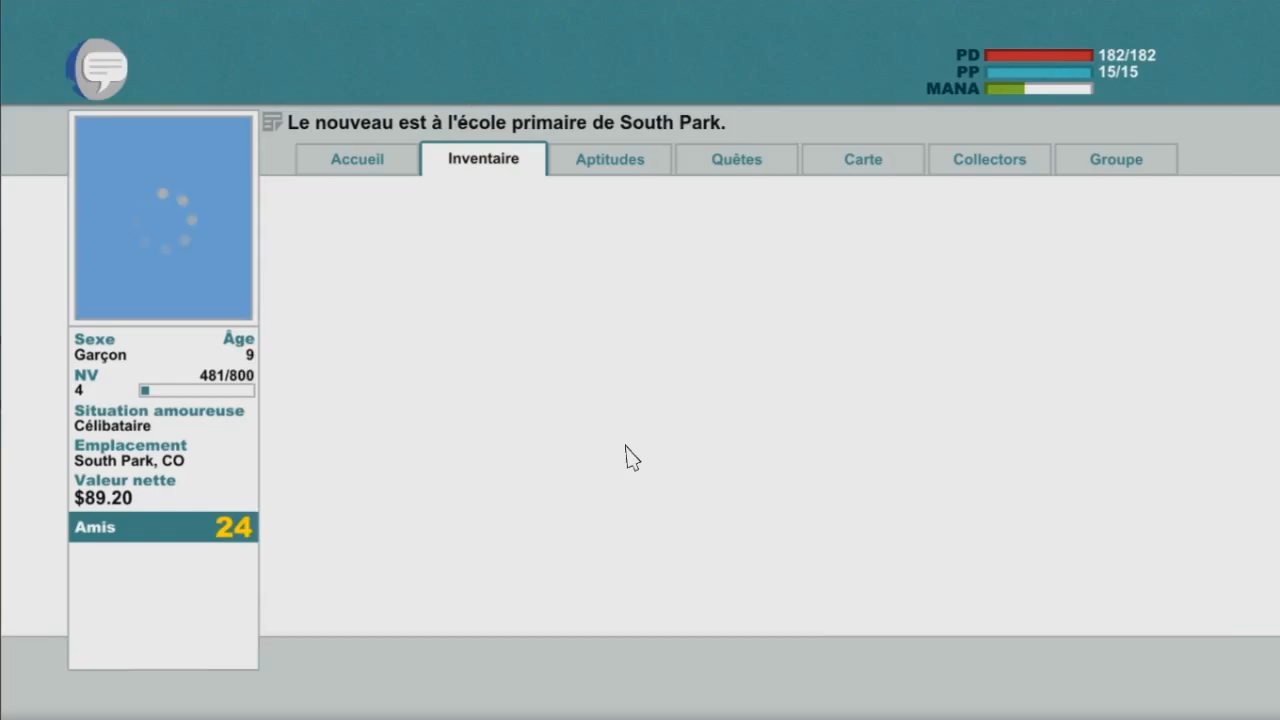 PD 182/182
PP 15/15
MANA
Le nouveau est à l'école primaire de South Park.
Accueil Inventaire Aptitudes Quêtes Carte Collectors Groupe
Sexe Âge
Garçon 9
NV 481/800
4
Situation amoureuse
Célibataire
Emplacement
South Park, CO
Valeur nette
$89.20
Amis 24